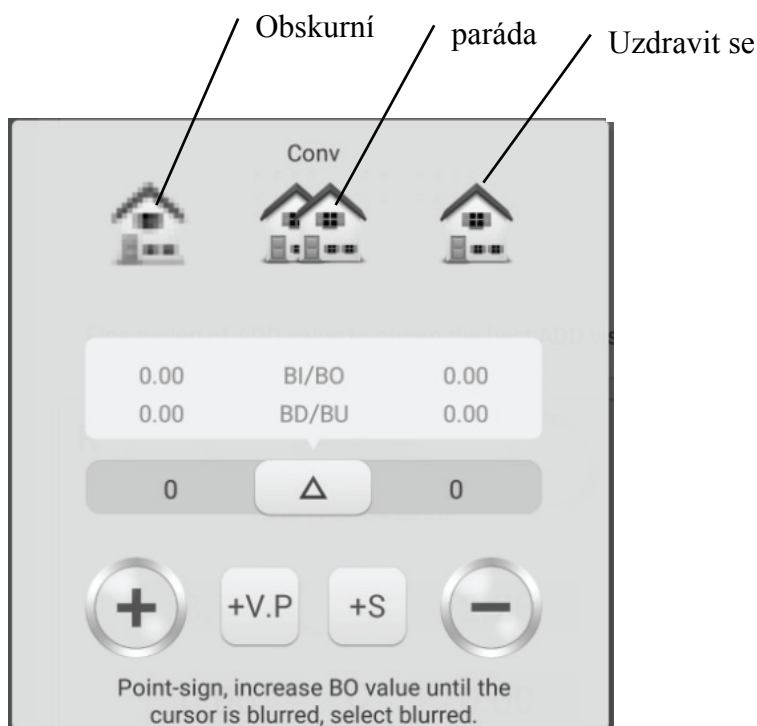 Obskurní paráda Uzdravit se
Conv
0.00 BI/BO 0.00
0.00 BD/BU 0.00
0 △ 0
+ +V.P +S −
Point-sign, increase BO value until the
cursor is blurred, select blurred.